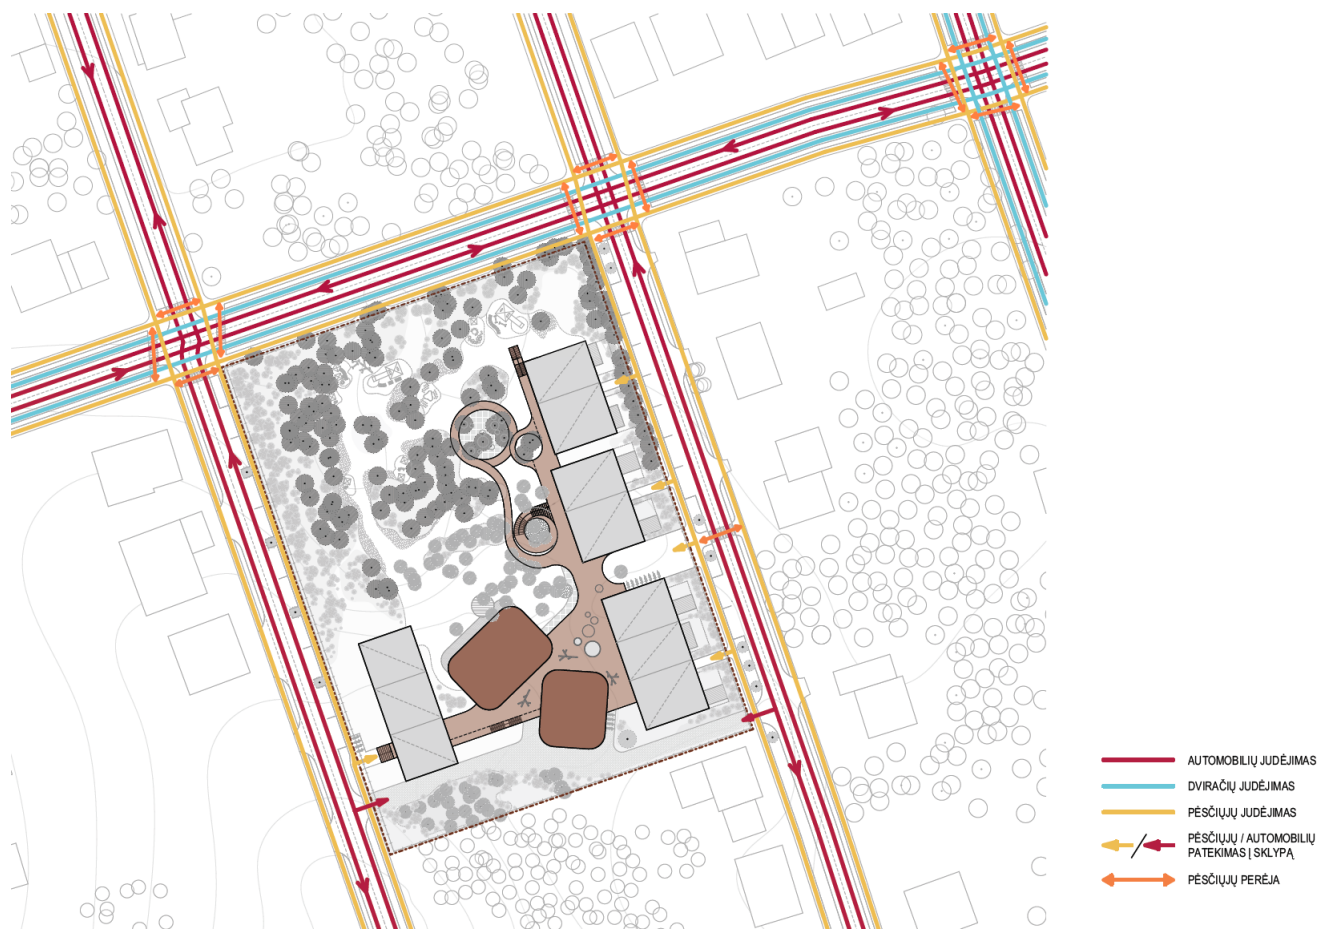 AUTOMOBILIŲ JUDĖJIMAS
DVIRAČIŲ JUDĖJIMAS
PĖSČIŲJŲ JUDĖJIMAS
PĖSČIŲJŲ / AUTOMOBILIŲ
PATEKIMAS Į SKLYPĄ
PĖSČIŲJŲ PERĖJA